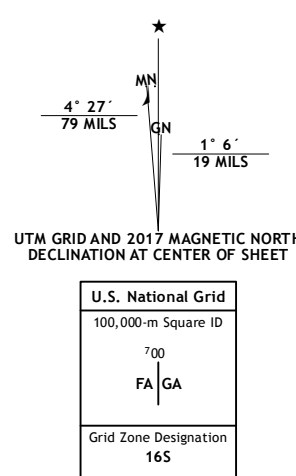 ★
MN
GN
4° 27´
79 MILS
1° 6´
19 MILS
UTM GRID AND 2017 MAGNETIC NORTH
DECLINATION AT CENTER OF SHEET
U.S. National Grid
100,000-m Square ID
⁷00
FA GA
Grid Zone Designation
16S